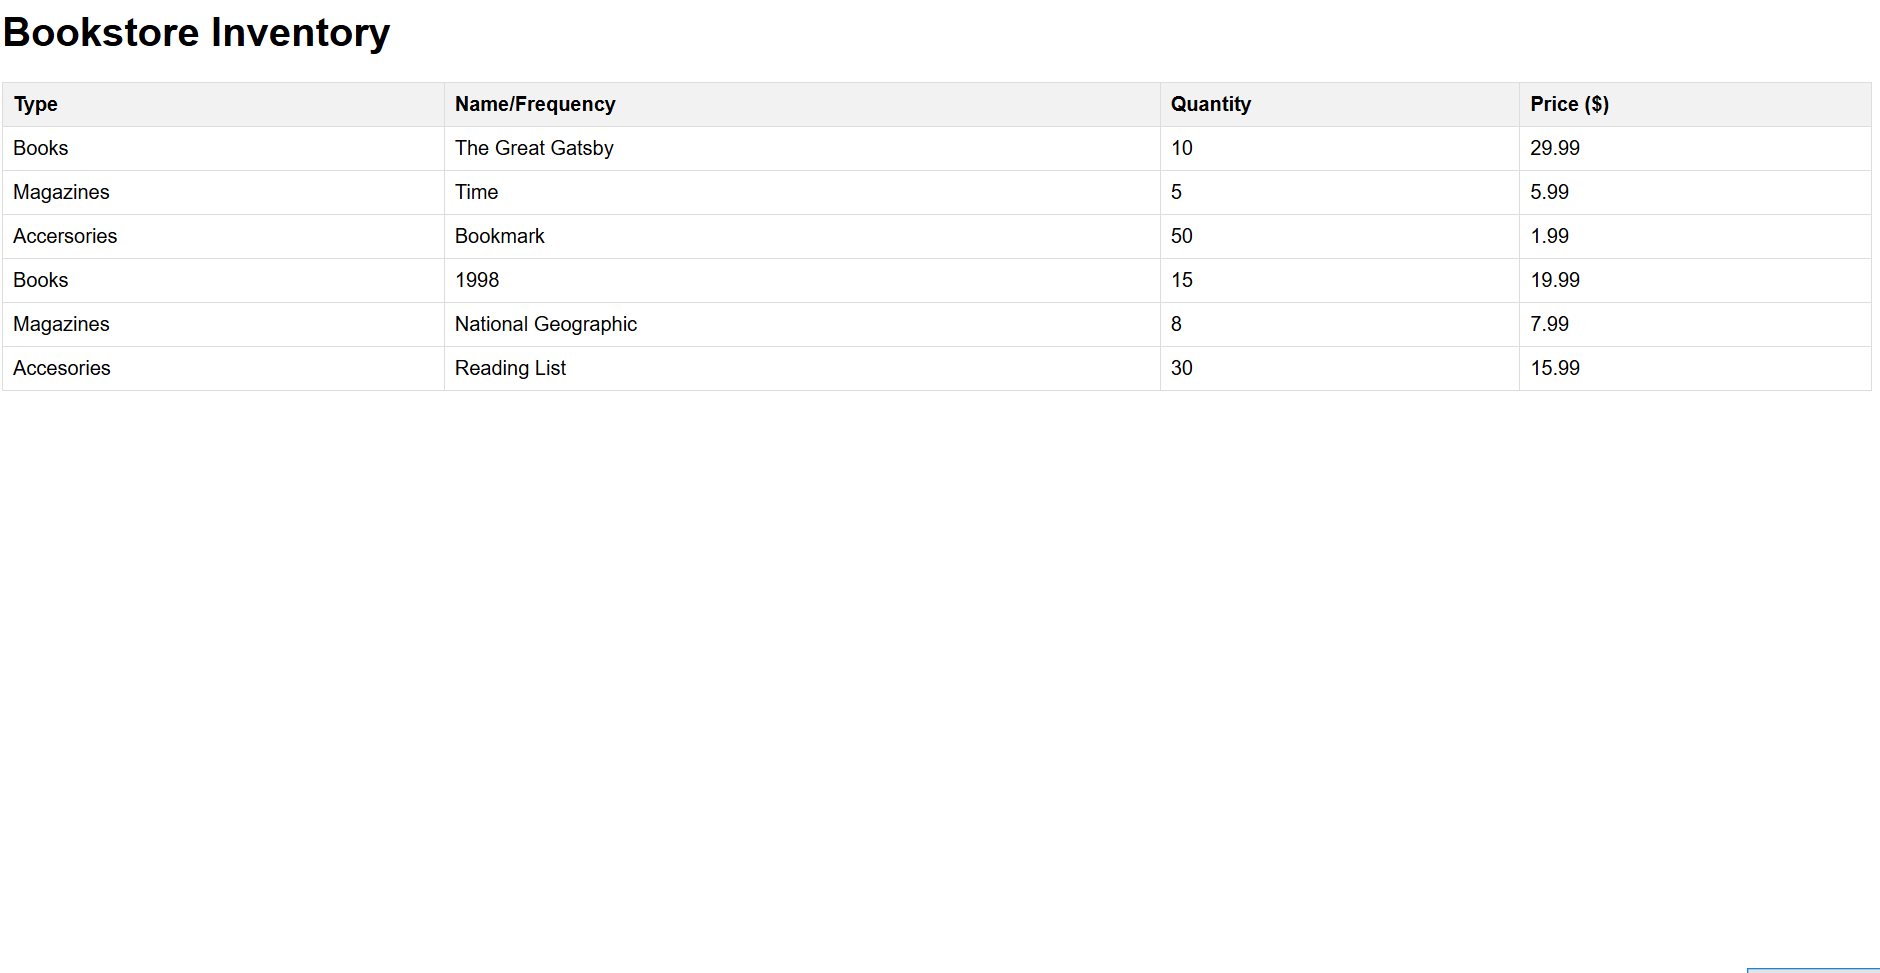 Bookstore Inventory
Type Name/Frequency Quantity Price ($)
Books The Great Gatsby 10 29.99
Magazines Time 5 5.99
Accersories Bookmark 50 1.99
Books 1998 15 19.99
Magazines National Geographic 8 7.99
Accesories Reading List 30 15.99